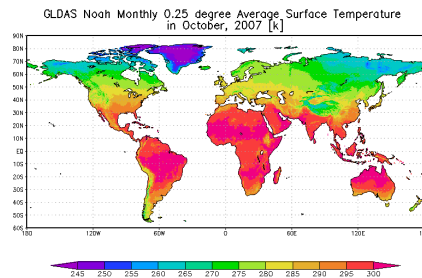 GLDAS Noah Monthly 0.25 degree Average Surface Temperature
in October, 2007 [k]
90N
80N
70N
60N
50N
40N
30N
20N
10N
EQ
10S
20S
30S
40S
50S
60S
180 120W 60W 0 60E 120E
245 250 255 260 265 270 275 280 285 290 295 300